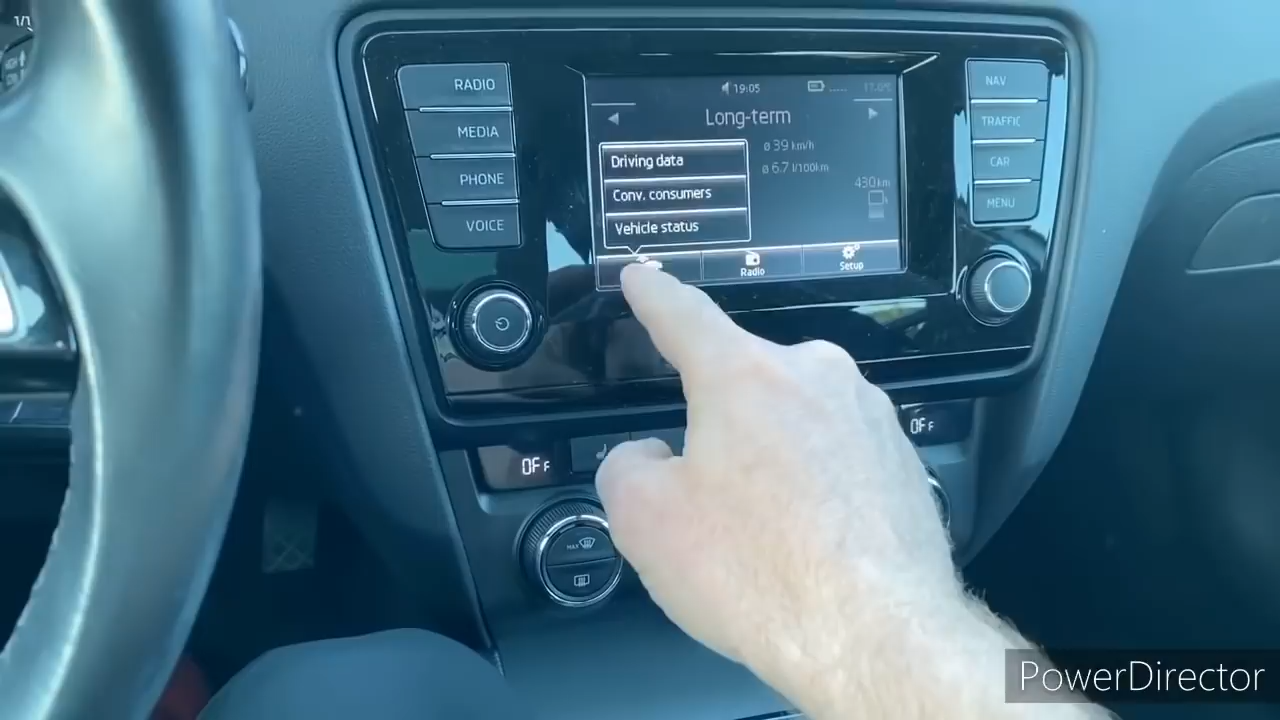 RADIO
MEDIA
PHONE
VOICE
19:05
Long-term
ø 39 km/h
ø 6.7 l/100km
430 km
Driving data
Conv. consumers
Vehicle status
Radio
Setup
NAV
TRAFFIC
CAR
MENU
OFF
OFF
MAX
PowerDirector